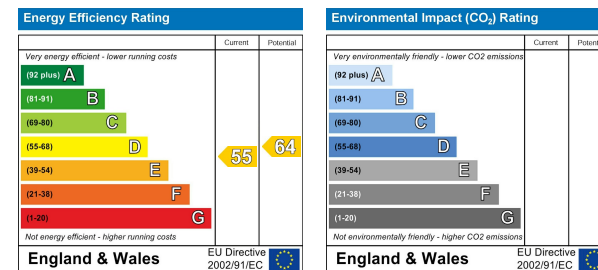 Energy Efficiency Rating
Current Potential
Very energy efficient - lower running costs
(92 plus) A
(81-91) B
(69-80) C
(55-68) D
(39-54) E
(21-38) F
(1-20) G
55
64
Not energy efficient - higher running costs
England & Wales
EU Directive
2002/91/EC
Environmental Impact (CO2) Rating
Current Potent
Very environmentally friendly - lower CO2 emissions
(92 plus) A
(81-91) B
(69-80) C
(55-68) D
(39-54) E
(21-38) F
(1-20) G
Not environmentally friendly - higher CO2 emissions
England & Wales
EU Directive
2002/91/EC